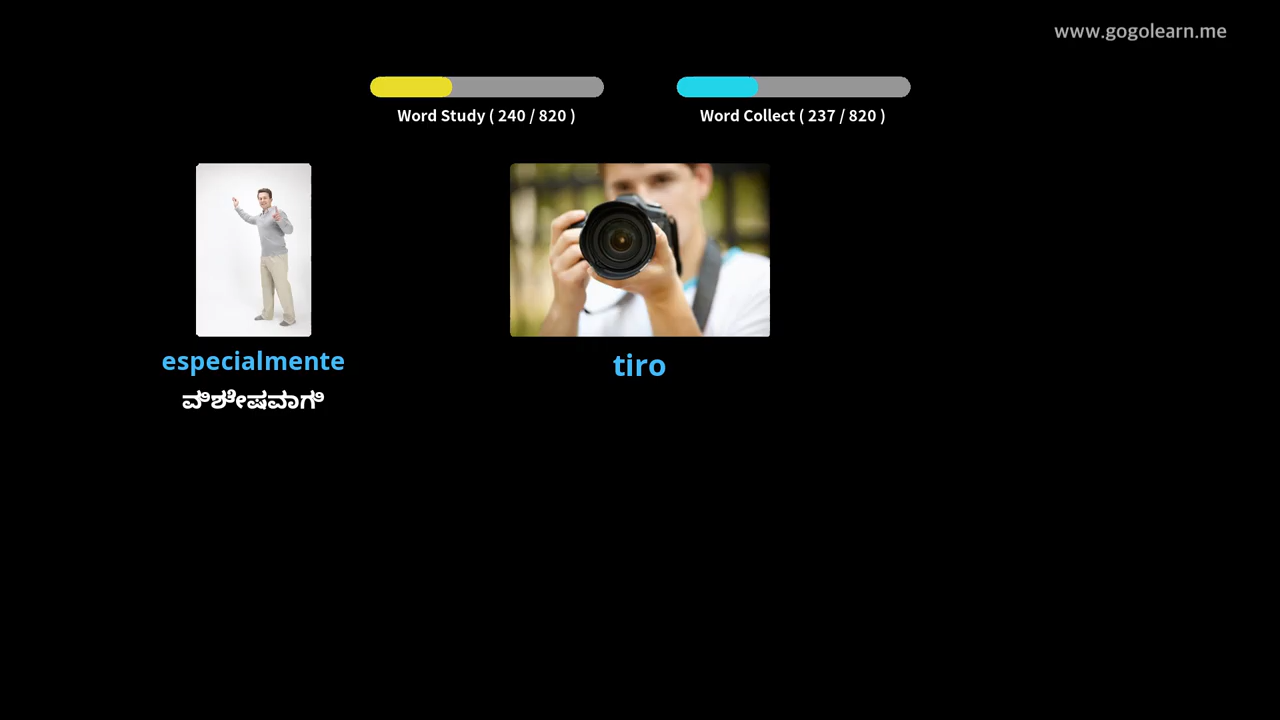 www.gogolearn.me
Word Study ( 240 / 820 )
Word Collect ( 237 / 820 )
especialmente
ವಿಶೇಷವಾಗಿ
tiro